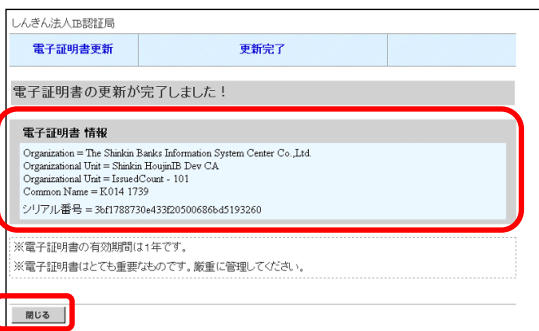 しんきん法人IB認証局
電子証明書更新
更新完了
電子証明書の更新が完了しました！
電子証明書 情報
Organization = The Shinkin Banks Information System Center Co.,Ltd.
Organizational Unit = Shinkin HoujinIB Dev CA
Organizational Unit = IssuedCount - 101
Common Name = K014 1739
シリアル番号 = 3bf1788730e433f20500686bd5193260
※電子証明書の有効期間は1年です。
※電子証明書はとても重要なものです。厳重に管理してください。
閉じる